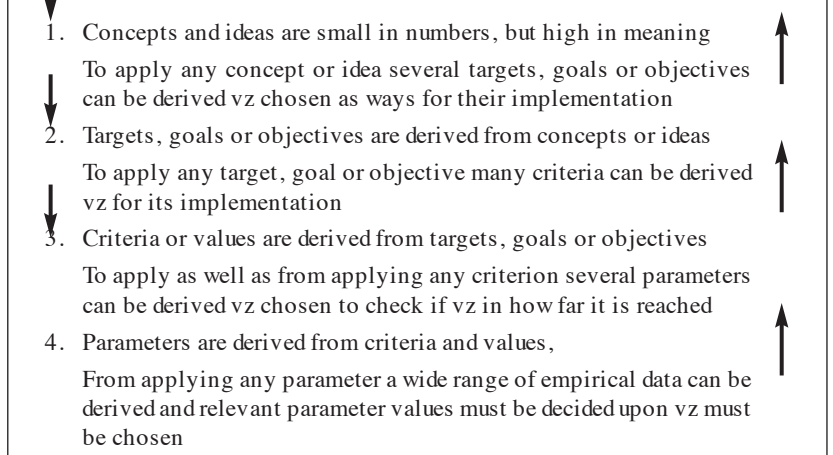 1. Concepts and ideas are small in numbers, but high in meaning
To apply any concept or idea several targets, goals or objectives
can be derived vz chosen as ways for their implementation
2. Targets, goals or objectives are derived from concepts or ideas
To apply any target, goal or objective many criteria can be derived
vz for its implementation
3. Criteria or values are derived from targets, goals or objectives
To apply as well as from applying any criterion several parameters
can be derived vz chosen to check if vz in how far it is reached
4. Parameters are derived from criteria and values,
From applying any parameter a wide range of empirical data can be
derived and relevant parameter values must be decided upon vz must
be chosen